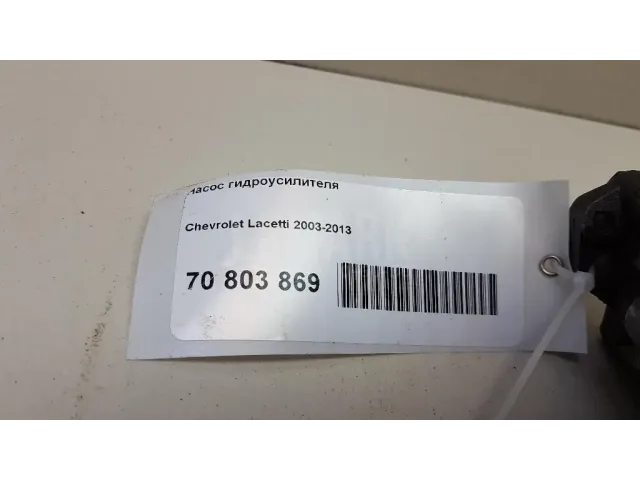 Насос гидроусилителя
Chevrolet Lacetti 2003-2013
70 803 869